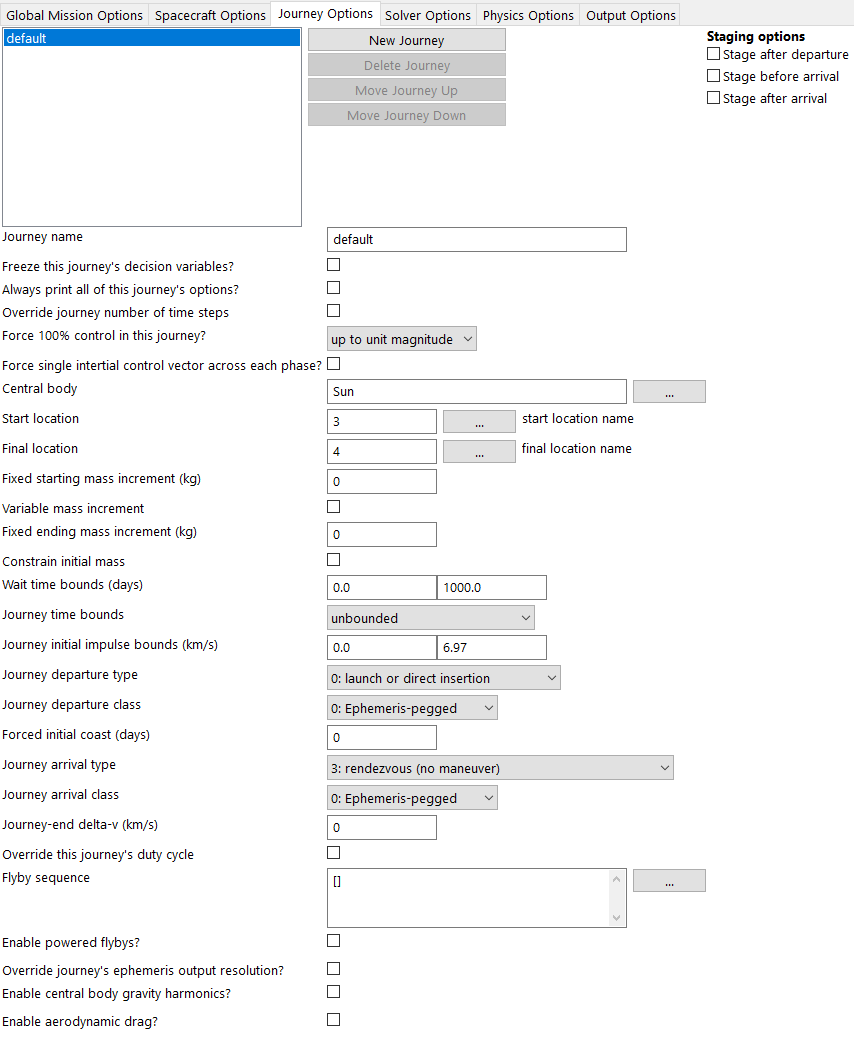 Global Mission Options Spacecraft Options Journey Options Solver Options Physics Options Output Options
default
New Journey
Delete Journey
Move Journey Up
Move Journey Down
Staging options
Stage after departure
Stage before arrival
Stage after arrival
Journey name default
Freeze this journey's decision variables?
Always print all of this journey's options?
Override journey number of time steps
Force 100% control in this journey? up to unit magnitude
Force single intertial control vector across each phase?
Central body Sun ...
Start location 3 ... start location name
Final location 4 ... final location name
Fixed starting mass increment (kg) 0
Variable mass increment
Fixed ending mass increment (kg) 0
Constrain initial mass
Wait time bounds (days) 0.0 1000.0
Journey time bounds unbounded
Journey initial impulse bounds (km/s) 0.0 6.97
Journey departure type 0: launch or direct insertion
Journey departure class 0: Ephemeris-pegged
Forced initial coast (days) 0
Journey arrival type 3: rendezvous (no maneuver)
Journey arrival class 0: Ephemeris-pegged
Journey-end delta-v (km/s) 0
Override this journey's duty cycle
Flyby sequence [] ...
Enable powered flybys?
Override journey's ephemeris output resolution?
Enable central body gravity harmonics?
Enable aerodynamic drag?